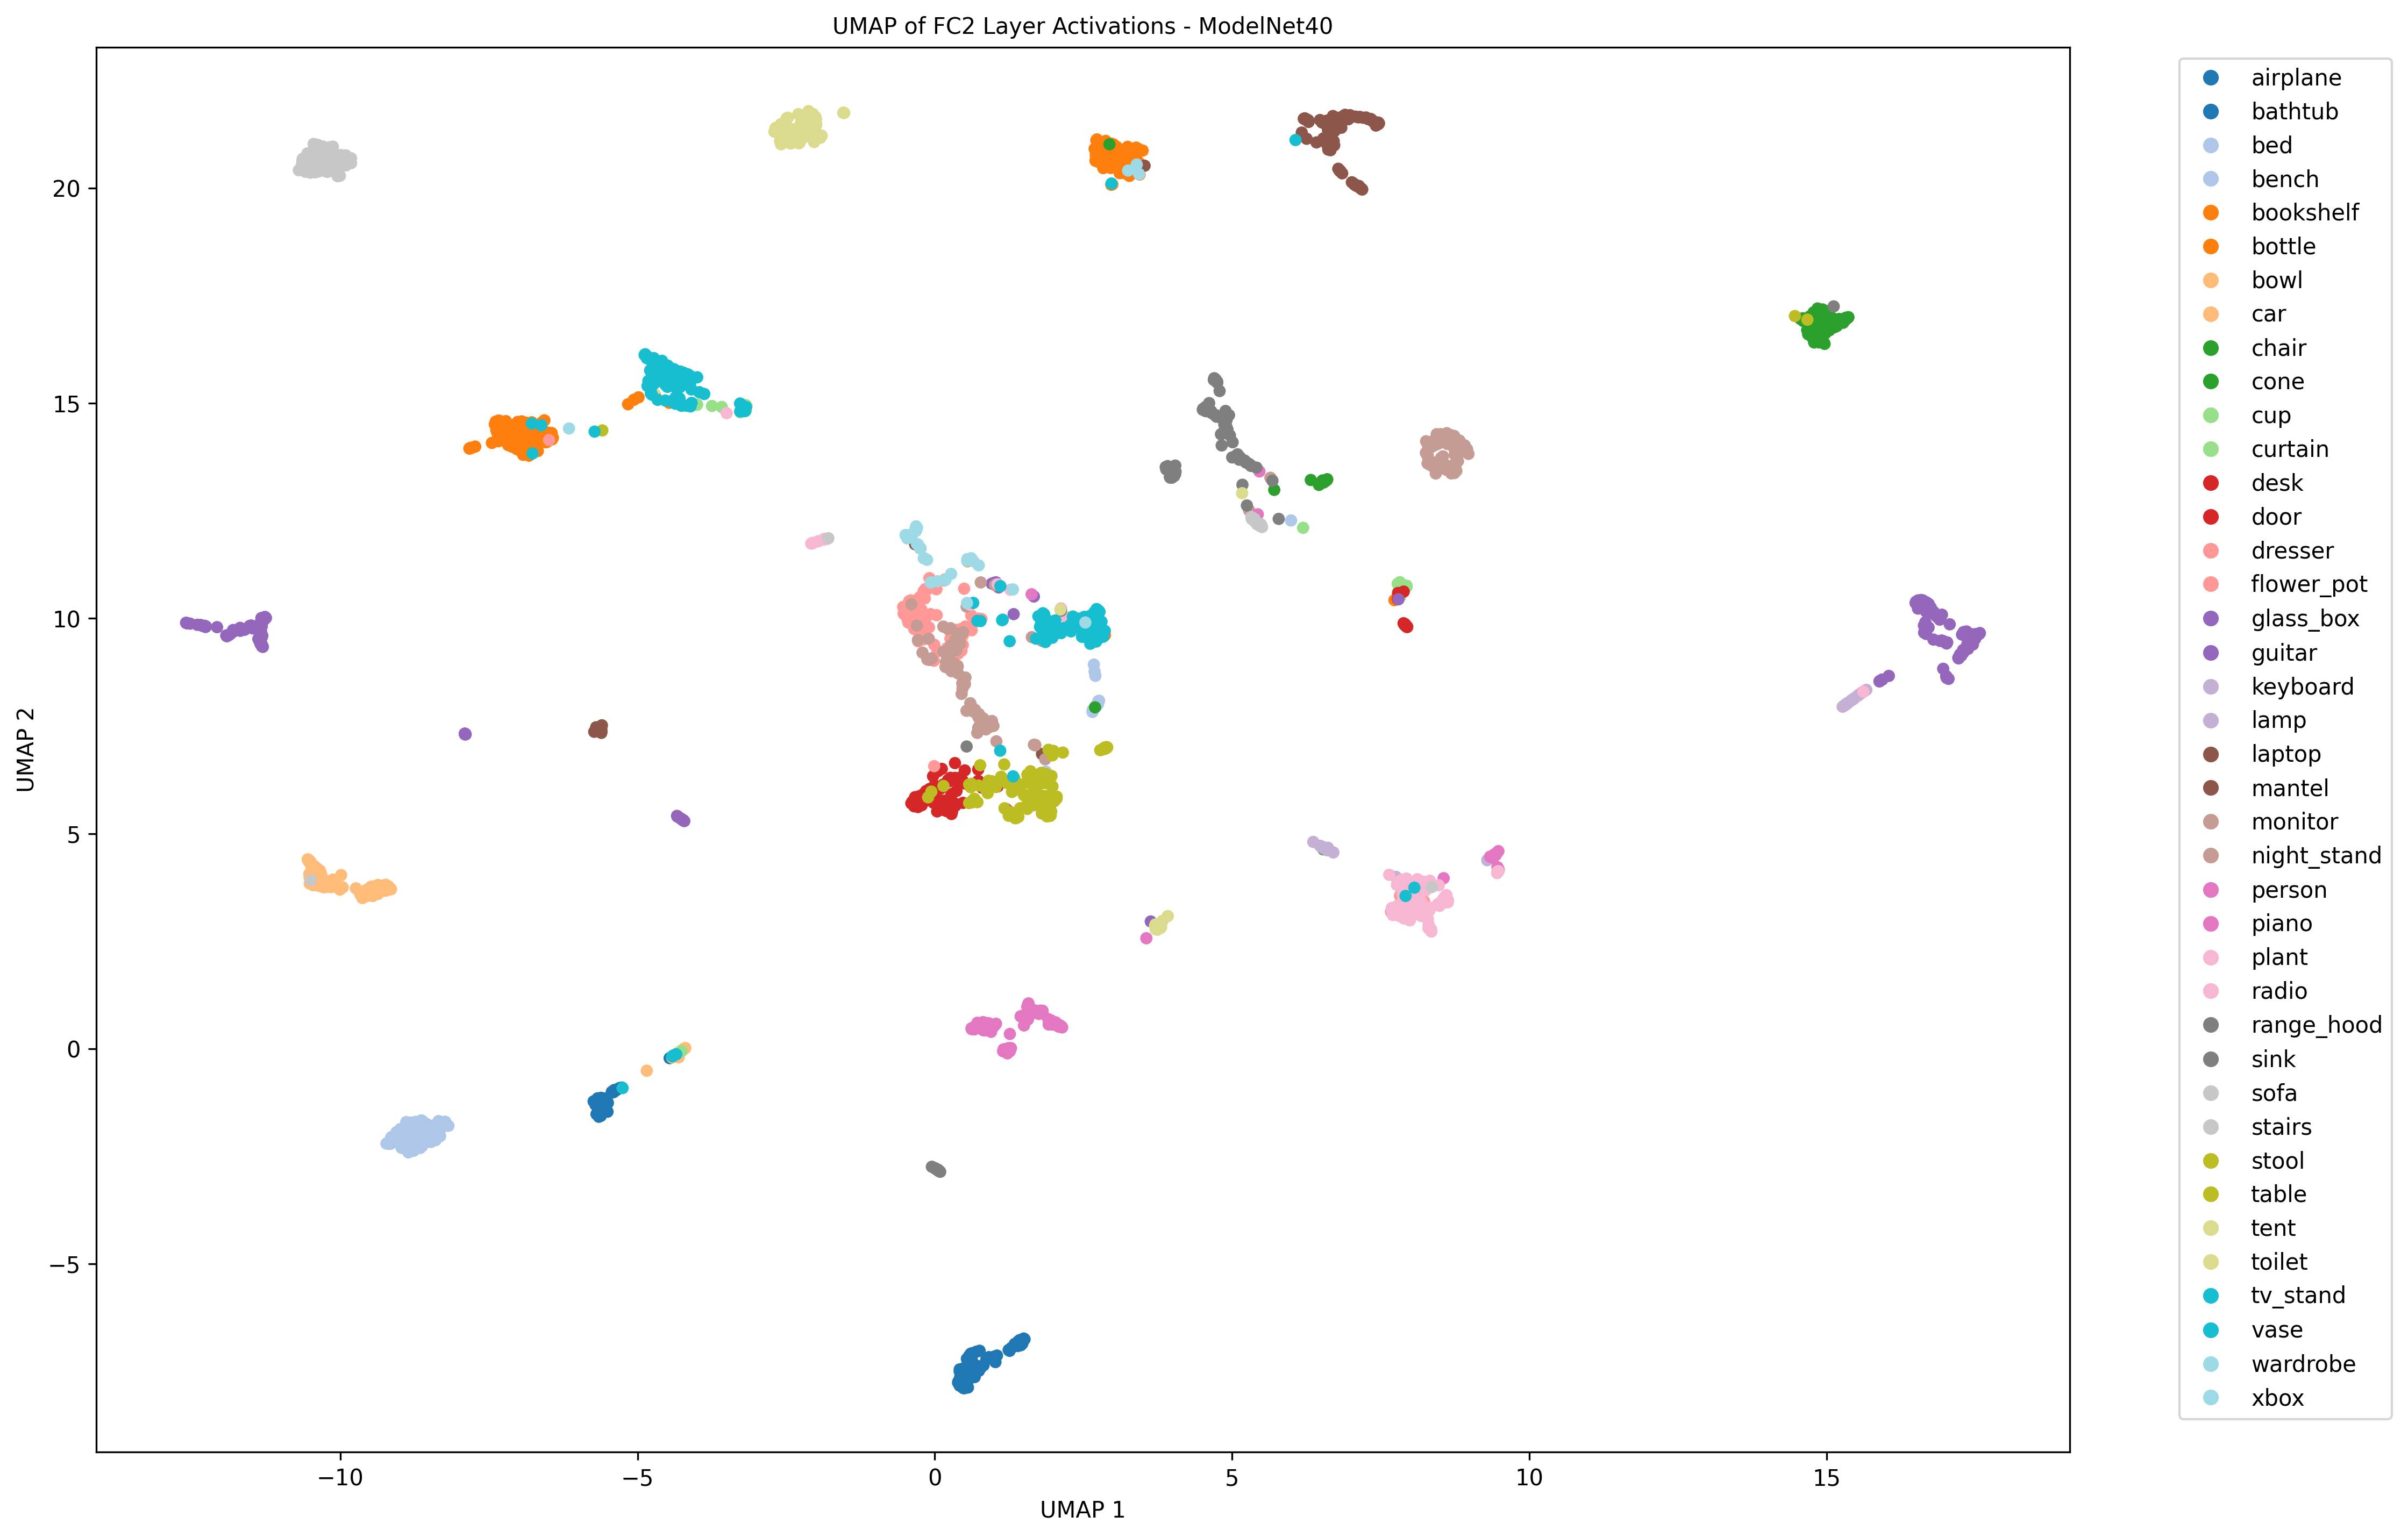 UMAP of FC2 Layer Activations - ModelNet40
20
15
10
5
0
−5
UMAP 2
−10
−5
0
5
10
15
UMAP 1
airplane
bathtub
bed
bench
bookshelf
bottle
bowl
car
chair
cone
cup
curtain
desk
door
dresser
flower_pot
glass_box
guitar
keyboard
lamp
laptop
mantel
monitor
night_stand
person
piano
plant
radio
range_hood
sink
sofa
stairs
stool
table
tent
toilet
tv_stand
vase
wardrobe
xbox